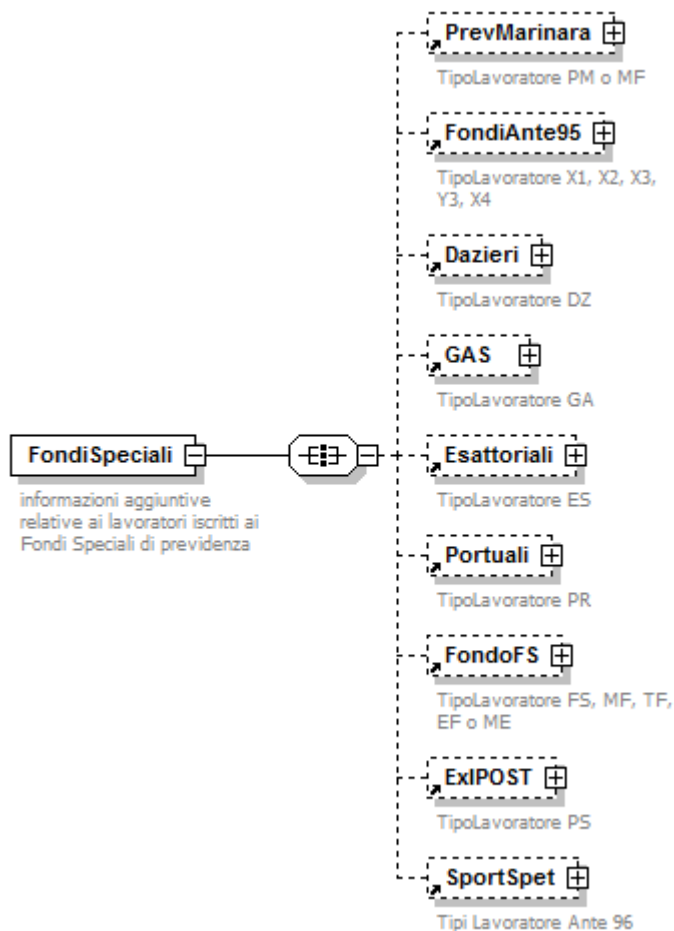 PrevMarinara
TipoLavoratore PM o MF
FondiAnte95
TipoLavoratore X1, X2, X3,
Y3, X4
Dazieri
TipoLavoratore DZ
GAS
TipoLavoratore GA
FondiSpeciali
informazioni aggiuntive
relative ai lavoratori iscritti ai
Fondi Speciali di previdenza
Esattoriali
TipoLavoratore ES
Portuali
TipoLavoratore PR
FondoFS
TipoLavoratore FS, MF, TF,
EF o ME
ExIPOST
TipoLavoratore PS
SportSpet
Tipi Lavoratore Ante 96